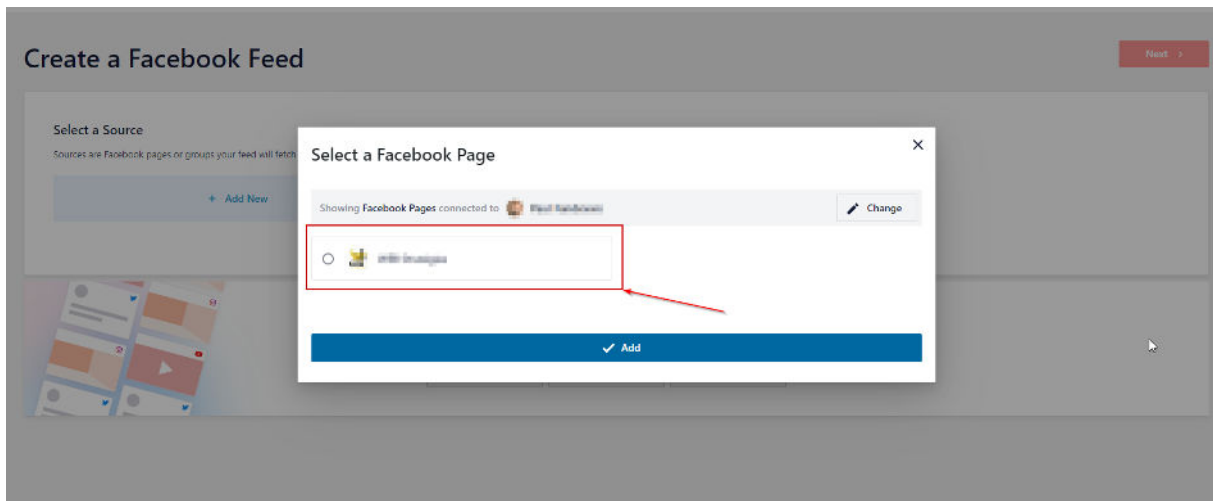 Create a Facebook Feed
Next >
Select a Source
Sources are Facebook pages or groups your feed will fetch
+ Add New
Select a Facebook Page
×
Showing Facebook Pages connected to
Change
Add